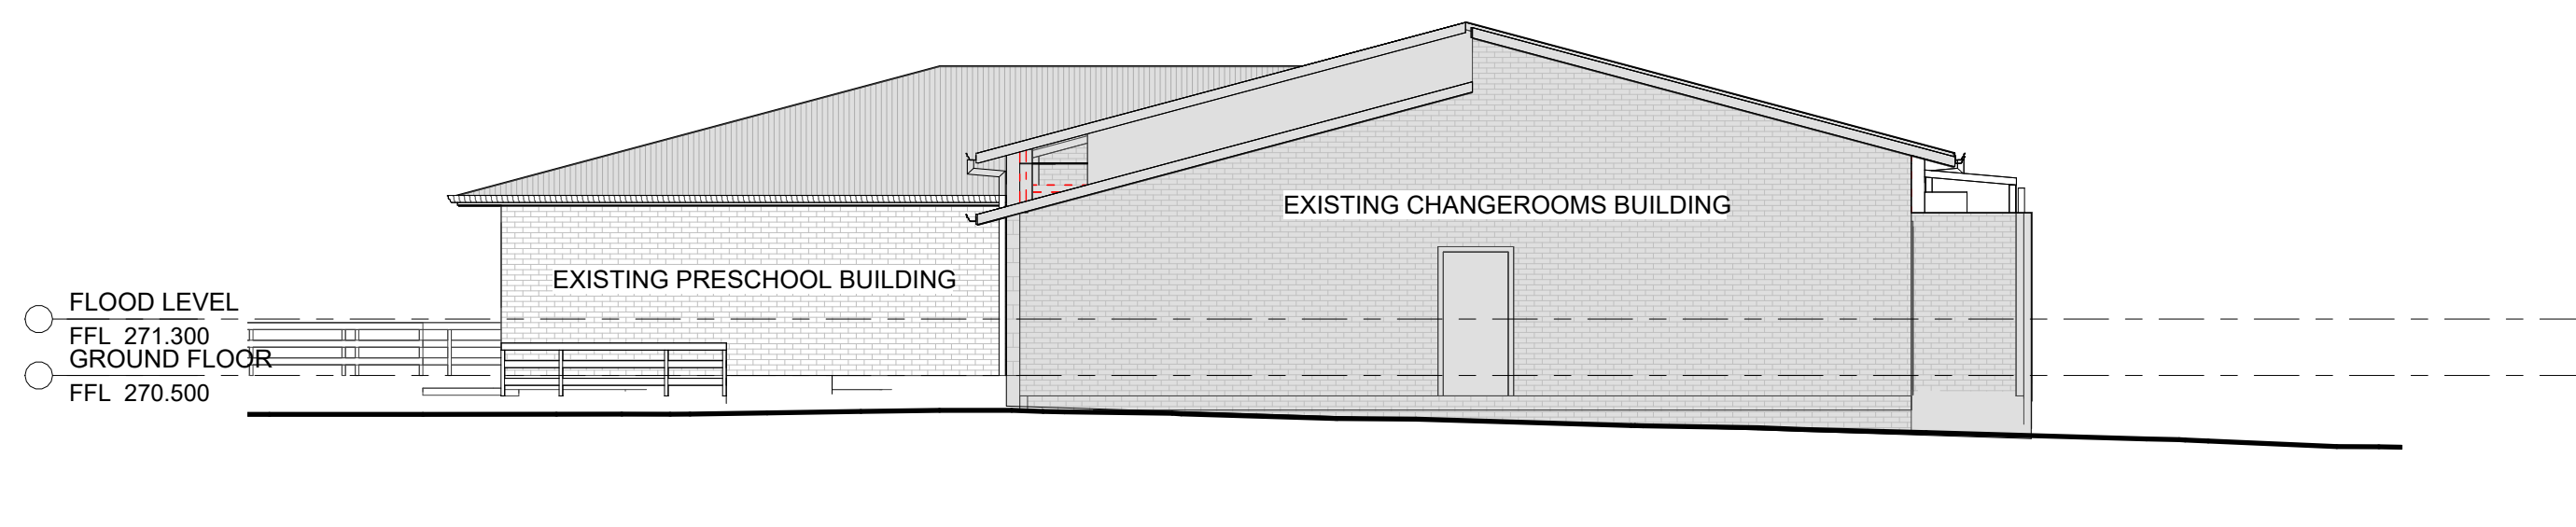 EXISTING CHANGEROOMS BUILDING
EXISTING PRESCHOOL BUILDING
FLOOD LEVEL
FFL 271.300
GROUND FLOOR
FFL 270.500